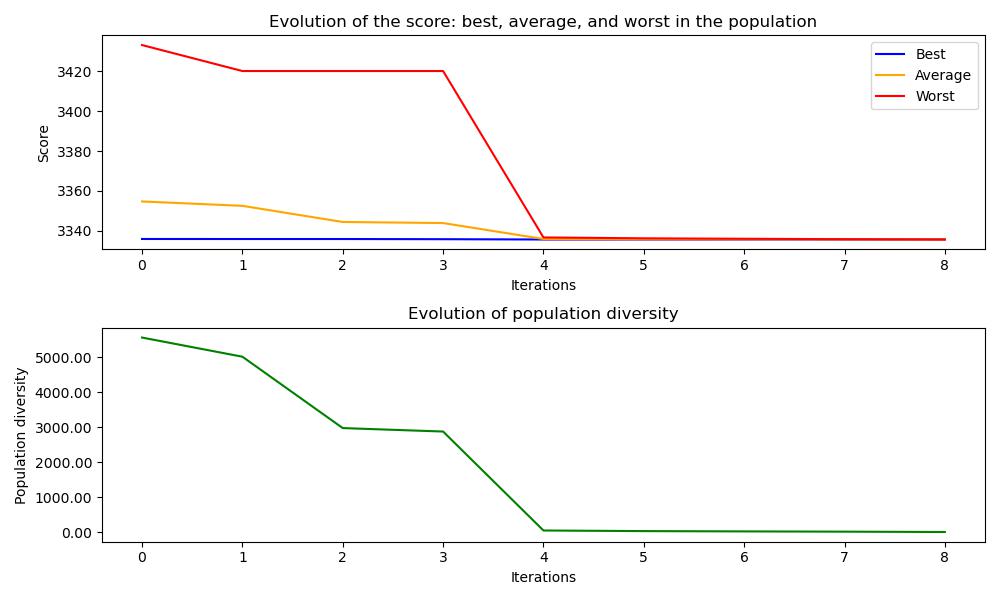 Evolution of the score: best, average, and worst in the population
Score
3420
3400
3380
3360
3340
Best
Average
Worst
0 1 2 3 4 5 6 7 8
Iterations
Evolution of population diversity
Population diversity
5000.00
4000.00
3000.00
2000.00
1000.00
0.00
0 1 2 3 4 5 6 7 8
Iterations